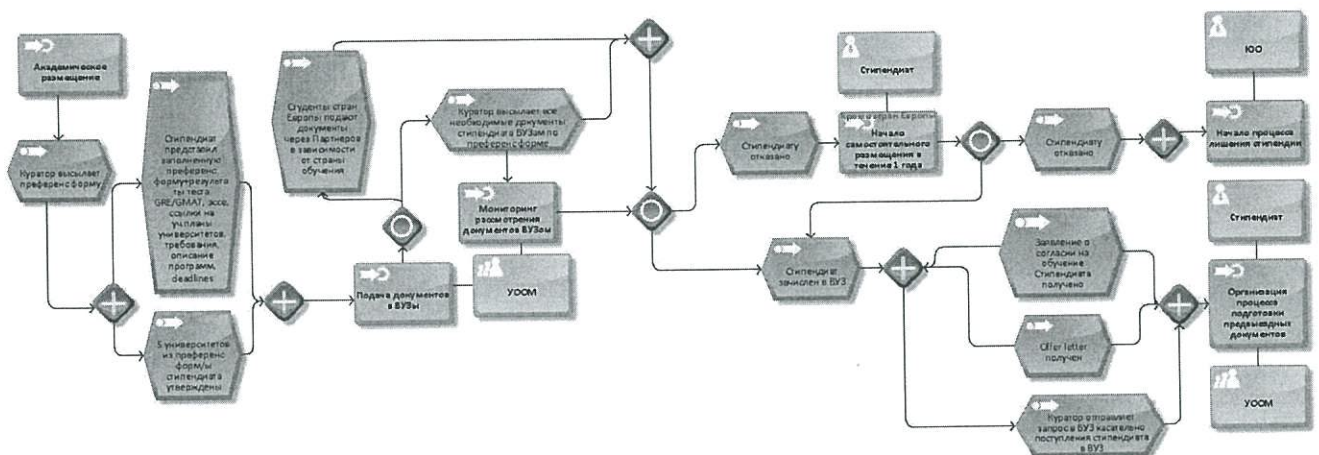 Академическое
размещение
Куратор высылает
преференс форму
Стипендиат
представил
заполненную
преференс
форму+результа
ты теста
GRE/GMAT, эссе,
ссылки на
уч.планы
университетов,
требования,
описание
программ,
deadlines
5 университетов
из преференс
форм/ы
стипендиата
утверждены
Студенты стран
Европы подают
документы
через Партнеров
в зависимости
от страны
обучения
Куратор высылает все
необходимые документы
стипендиата ВУЗам по
преференс форме
Мониторинг
рассмотрения
документов ВУЗом
Подача документов
в ВУЗы
УООМ
Стипендиату
отказано
Стипендиат
Кроме стран Европы
Начало
самостоятельного
размещения в
течение 1 года
Стипендиату
отказано
ЮО
Начало процесса
лишения стипендии
Стипендиат
зачислен в ВУЗ
Заявление о
согласии на
обучение
Стипендиата
получено
Offer letter
получен
Куратор отправляет
запрос в ВУЗ касательно
поступления стипендиата в
ВУЗ
Стипендиат
Организация
процесса
подготовки
предвыездных
документов
УООМ